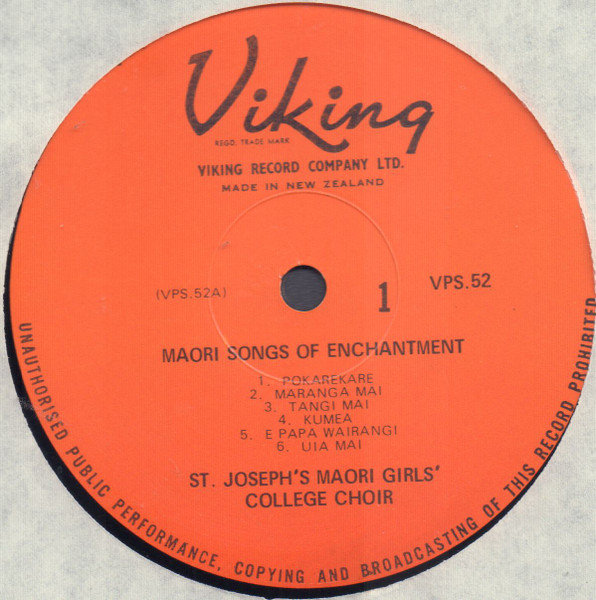 Viking
REGD. TRADE MARK
VIKING RECORD COMPANY LTD.
MADE IN NEW ZEALAND
(VPS.52A)
1
VPS.52
MAORI SONGS OF ENCHANTMENT
1. POKAREKARE
2. MARANGA MAI
3. TANGI MAI
4. KUMEA
5. E PAPA WAIRANGI
6. UIA MAI
ST. JOSEPH'S MAORI GIRLS'
COLLEGE CHOIR
UNAUTHORISED PUBLIC PERFORMANCE, COPYING AND BROADCASTING OF THIS RECORD PROHIBITED